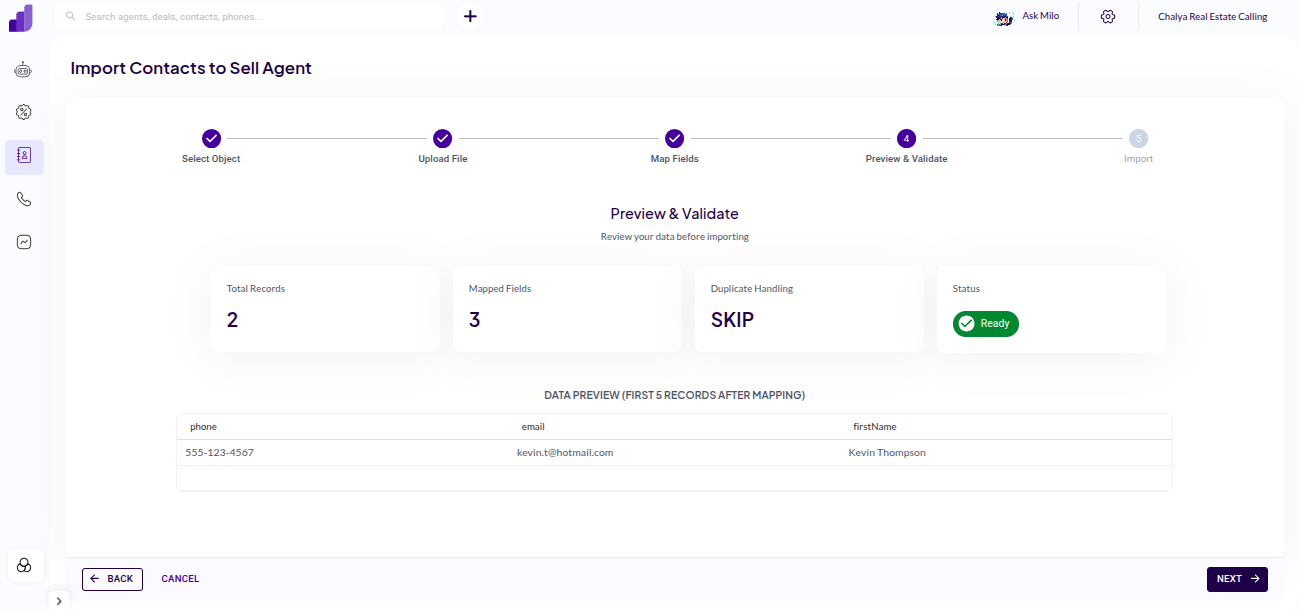 Search agents, deals, contacts, phones...
Ask Milo
Chalya Real Estate Calling
Import Contacts to Sell Agent
4
5
Select Object
Upload File
Map Fields
Preview & Validate
Import
Preview & Validate
Review your data before importing
Total Records
Mapped Fields
Duplicate Handling
Status
2
3
SKIP
Ready
DATA PREVIEW (FIRST 5 RECORDS AFTER MAPPING)
phone
email
firstName
555-123-4567
kevin.t@hotmail.com
Kevin Thompson
BACK
CANCEL
NEXT